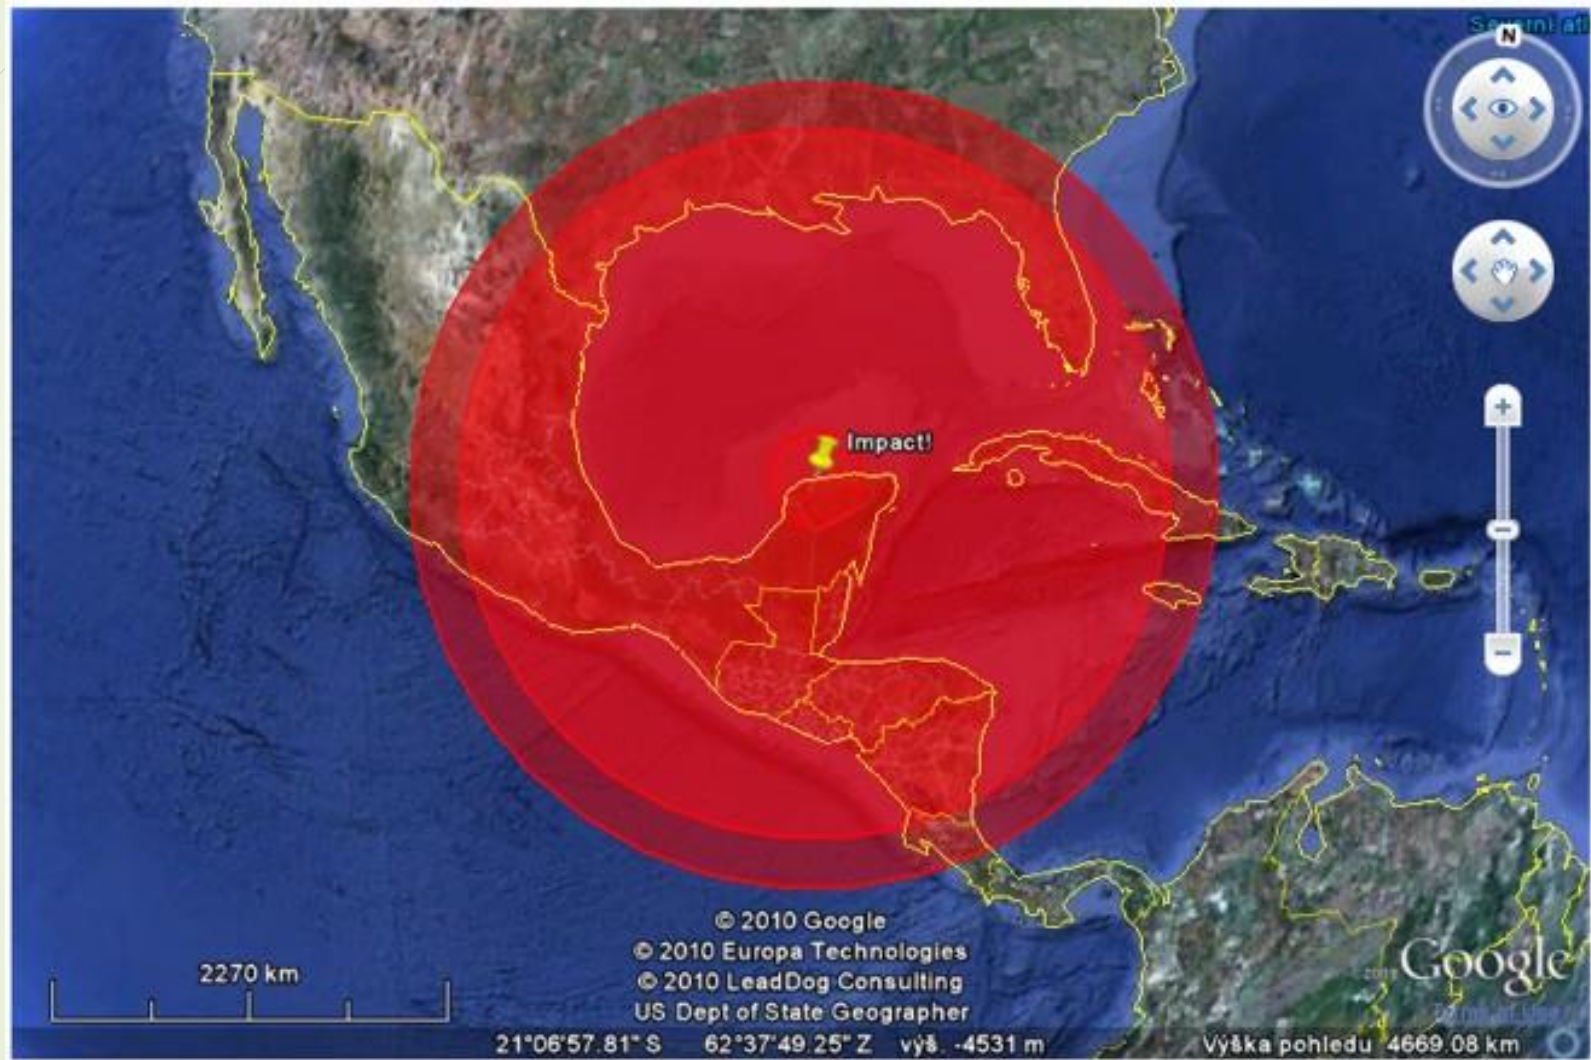 N
Impact!
© 2010 Google
© 2010 Europa Technologies
© 2010 LeadDog Consulting
US Dept of State Geographer
2270 km
Google
21°06'57.81" S 62°37'49.25" Z výš. -4531 m
Výška pohledu 4669.08 km